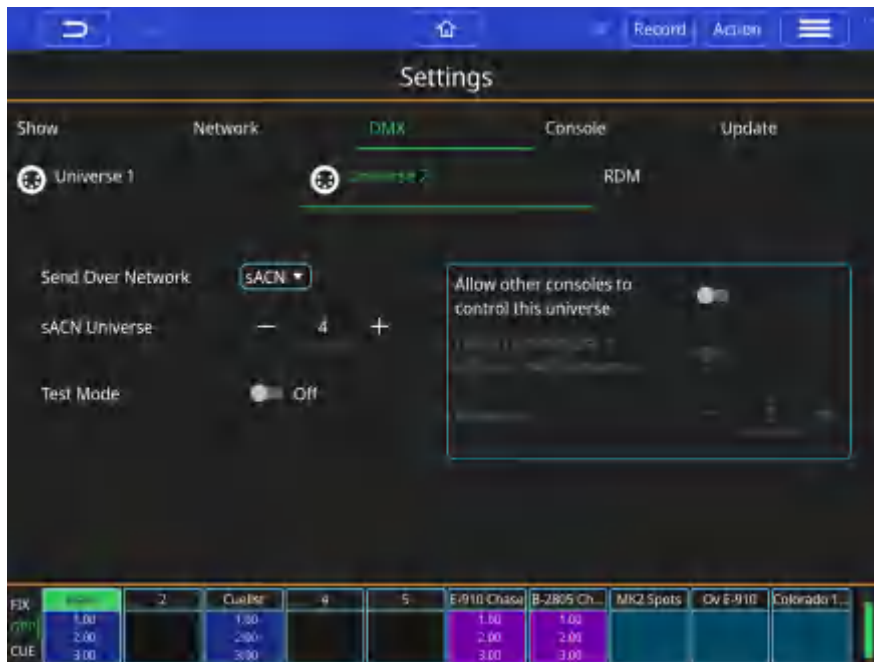 Record Action
Settings
Show Network DMX Console Update
Universe 1 Universe 2 RDM
Send Over Network sACN
Allow other consoles to
control this universe
sACN Universe 4
Test Mode Off
FIX 2 Cuelist 4 5 E-910 Chase B-2805 Ch... MK2 Spots Ov E-910 Colorado 1...
GRP 1.00 1.00 1.00 1.00
2.00 2.00 2.00 2.00
CUE 3.00 3.00 3.00 3.00